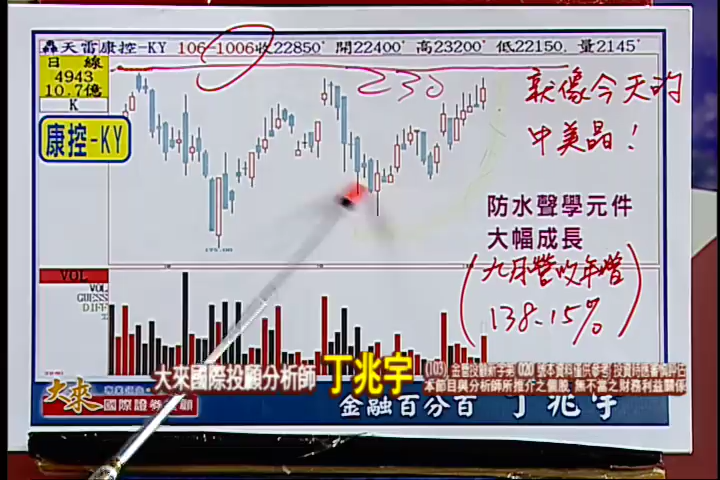 轟天雷康控-KY 106-1006收22850' 開22400' 高23200' 低22150. 量2145'
日線
4943
10.7億
K
康控-KY
230
就像今天的
中美晶！
防水聲學元件
大幅成長
(九月營收年增
138.15%)
VOL
VOL
GUESS
DIFF
大來國際投顧分析師 丁兆宇
本節目與分析師所推介之個股 無不當之財務利益關係
大來
國際證券投顧
金融百分百 丁兆宇